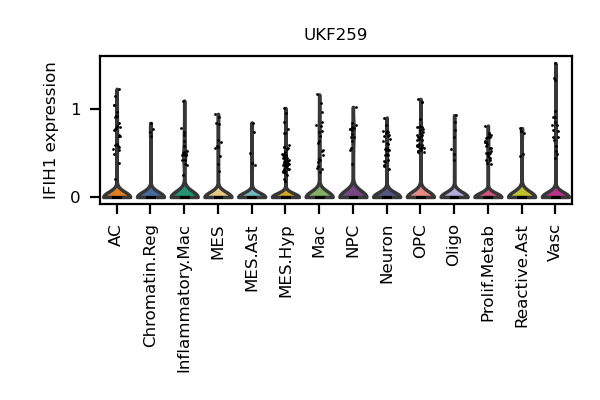 UKF259
IFIH1 expression
1
0
AC
Chromatin.Reg
Inflammatory.Mac
MES
MES.Ast
MES.Hyp
Mac
NPC
Neuron
OPC
Oligo
Prolif.Metab
Reactive.Ast
Vasc